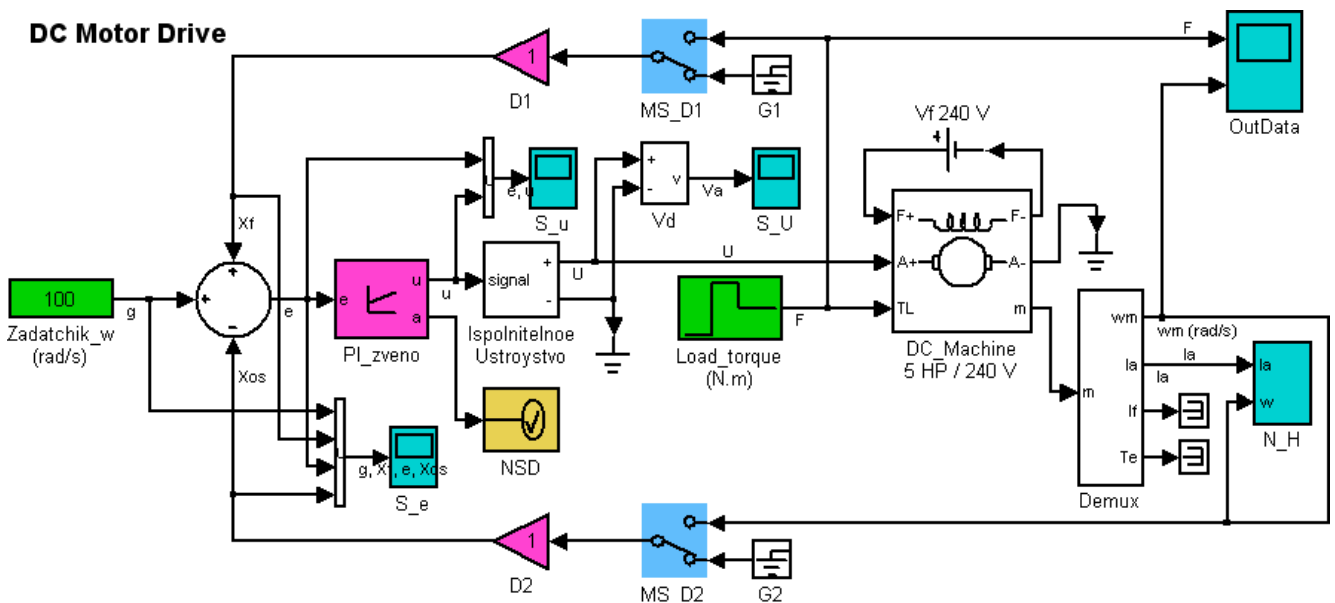 DC Motor Drive
F
1
D1
MS_D1
G1
OutData
Vf 240 V
+
e, u
S_u
+
-
v
Vd
Va
S_U
F+
F-
A+
A-
TL
m
DC_Machine
5 HP / 240 V
Xf
+
+
-
100
g
Zadatchik_w
(rad/s)
e
e
u
a
PI_zveno
u
signal
+
-
U
Ispolnitelnoe
Ustroystvo
U
Load_torque
(N.m)
F
m
wm
Ia
If
Te
Demux
wm (rad/s)
Ia
Ia
w
N_H
Xos
g, Xf, e, Xos
S_e
NSD
1
D2
MS_D2
G2